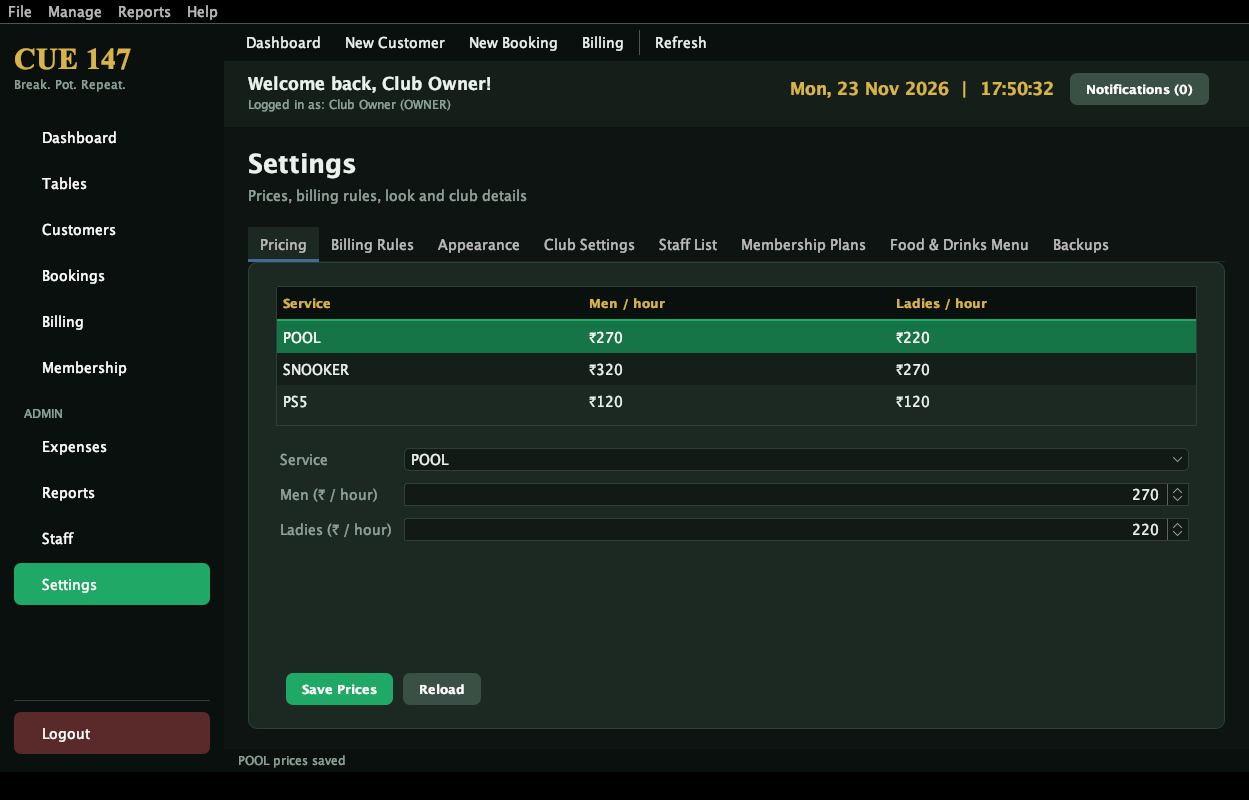 File Manage Reports Help
CUE 147
Break. Pot. Repeat.
Dashboard
Tables
Customers
Bookings
Billing
Membership
ADMIN
Expenses
Reports
Staff
Settings
Logout
Dashboard New Customer New Booking Billing Refresh
Welcome back, Club Owner!
Logged in as: Club Owner (OWNER)
Mon, 23 Nov 2026 | 17:50:32
Notifications (0)
Settings
Prices, billing rules, look and club details
Pricing Billing Rules Appearance Club Settings Staff List Membership Plans Food & Drinks Menu Backups
Service Men / hour Ladies / hour
POOL ₹270 ₹220
SNOOKER ₹320 ₹270
PS5 ₹120 ₹120
Service POOL
Men (₹ / hour) 270
Ladies (₹ / hour) 220
Save Prices Reload
POOL prices saved